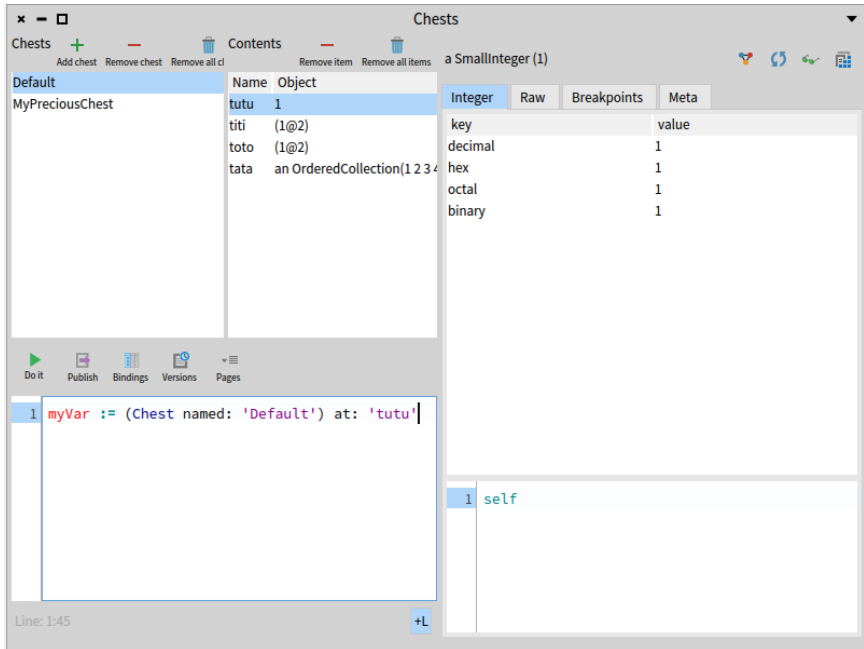 Chests
Chests
Add chest Remove chest Remove all cl
Default
MyPreciousChest
Contents
Remove item Remove all items
Name Object
tutu 1
titi (1@2)
toto (1@2)
tata an OrderedCollection(1 2 3 4
a SmallInteger (1)
Integer Raw Breakpoints Meta
key value
decimal 1
hex 1
octal 1
binary 1
Do it Publish Bindings Versions Pages
1 myVar := (Chest named: 'Default') at: 'tutu'
Line: 1:45
+L
1 self